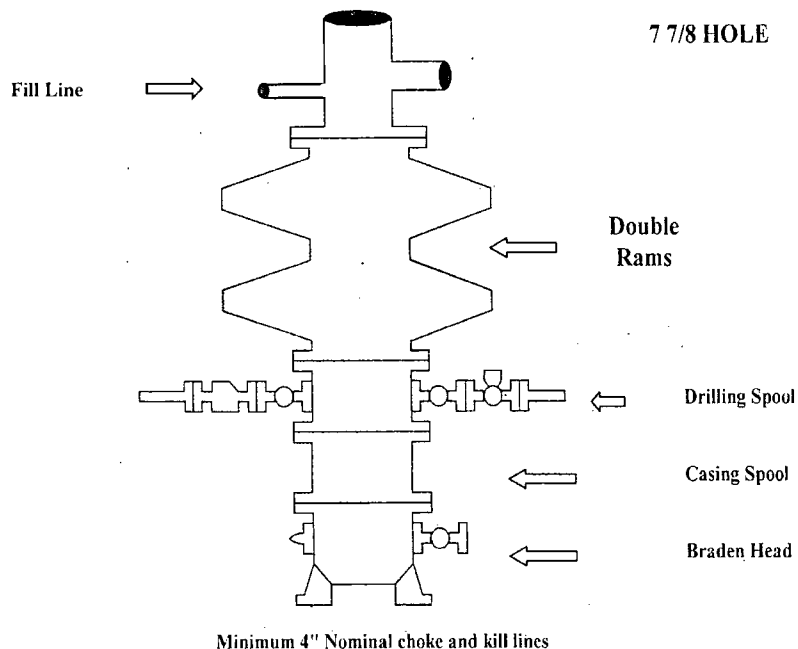 7 7/8 HOLE
Fill Line
Double
Rams
Drilling Spool
Casing Spool
Braden Head
Minimum 4" Nominal choke and kill lines